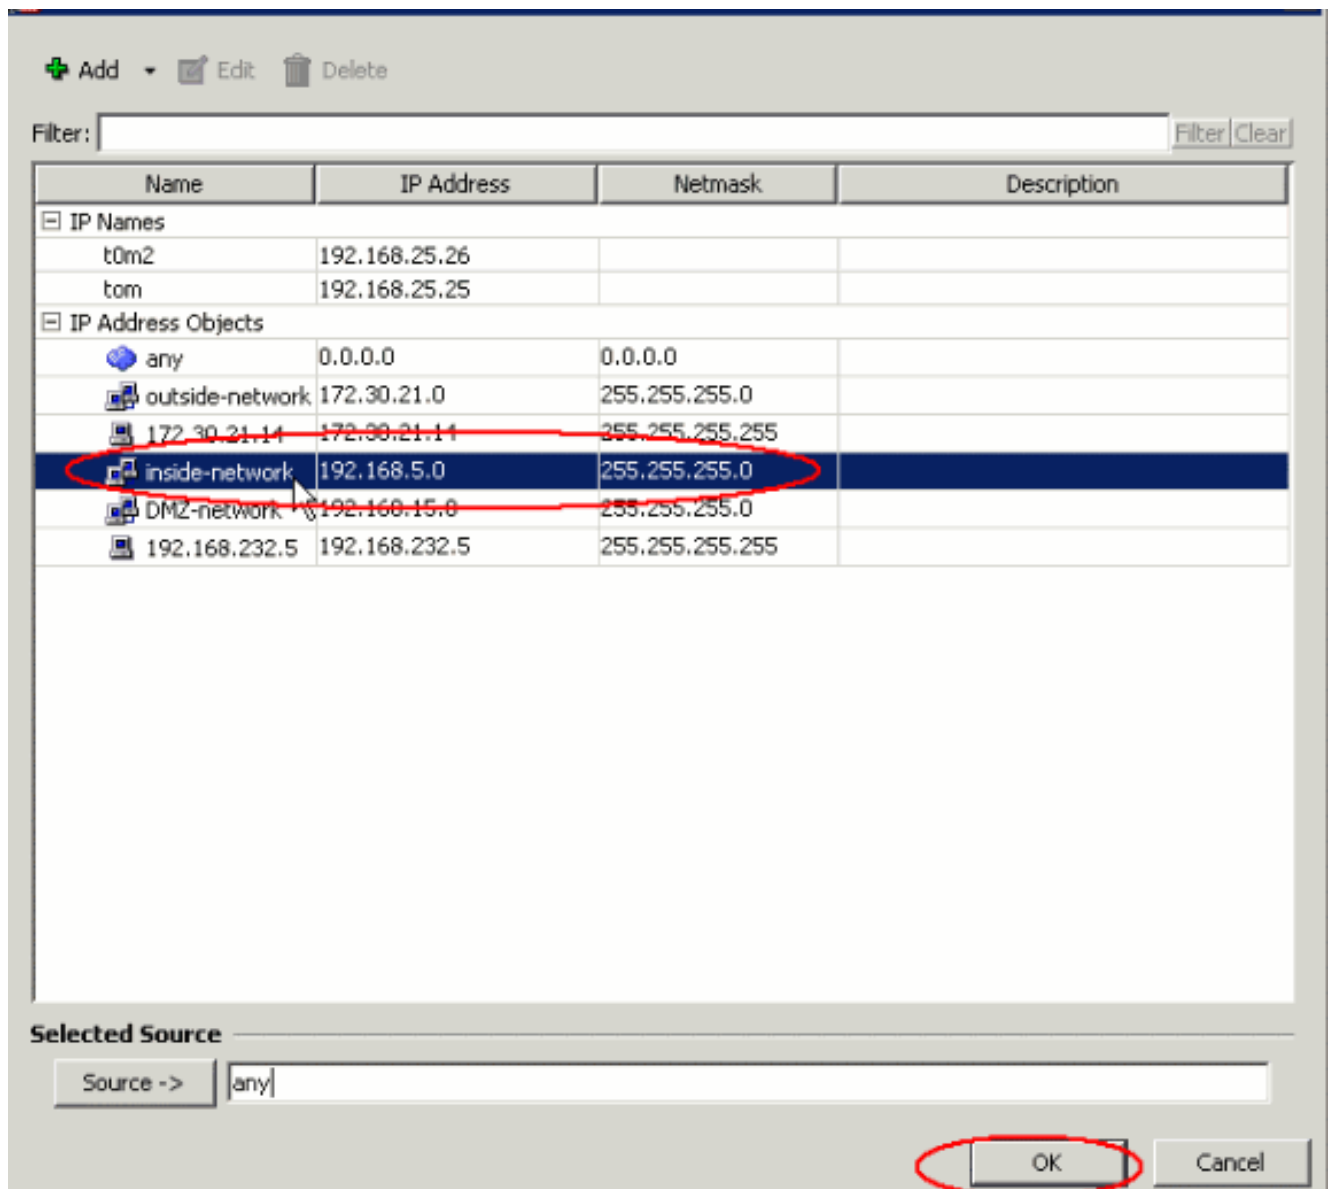 Add Edit Delete
Filter: Filter Clear
Name IP Address Netmask Description
IP Names
t0m2 192.168.25.26
tom 192.168.25.25
IP Address Objects
any 0.0.0.0 0.0.0.0
outside-network 172.30.21.0 255.255.255.0
172.30.21.14 172.30.21.14 255.255.255.255
inside-network 192.168.5.0 255.255.255.0
DMZ-network 192.168.15.0 255.255.255.0
192.168.232.5 192.168.232.5 255.255.255.255
Selected Source
Source -> any
OK Cancel